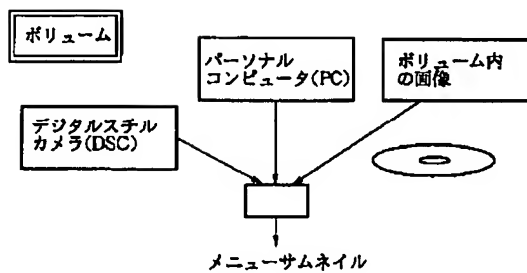 ボリューム
パーソナル
コンピュータ(PC)
ボリューム内
の画像
デジタルスチル
カメラ(DSC)
メニューサムネイル